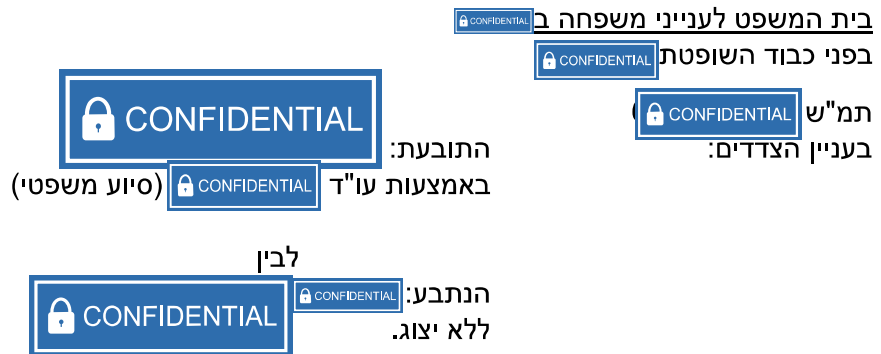 בית המשפט לענייני משפחה ב CONFIDENTIAL
בפני כבוד השופטת CONFIDENTIAL
תמ"ש CONFIDENTIAL (
בעניין הצדדים:
CONFIDENTIAL
התובעת:
באמצעות עו"ד CONFIDENTIAL (סיוע משפטי)
לבין
הנתבע: CONFIDENTIAL
CONFIDENTIAL
ללא יצוג.